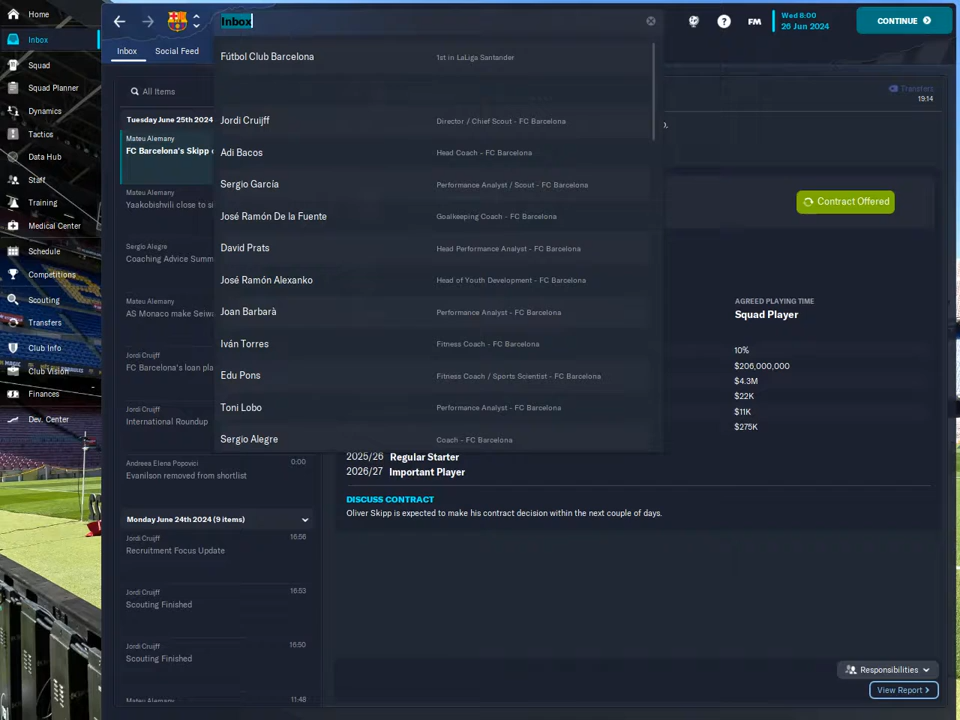 Home
Inbox
Squad
Squad Planner
Dynamics
Tactics
Data Hub
Staff
Training
Medical Center
Schedule
Competitions
Scouting
Transfers
Club Info
Club Vision
Finances
Dev. Center
Inbox
FM
Wed 8:00
26 Jun 2024
CONTINUE
Inbox
Social Feed
All Items
Tuesday June 25th 2024
Mateu Alemany
FC Barcelona's Skipp
Mateu Alemany
Yaakobishvili close to si
Sergio Alegre
Coaching Advice Summ
Mateu Alemany
AS Monaco make Seiw
Jordi Cruijff
FC Barcelona's loan pla
Jordi Cruijff
International Roundup
Andreea Elena Popovici 0:00
Evanilson removed from shortlist
Monday June 24th 2024 (9 items)
Jordi Cruijff 16:56
Recruitment Focus Update
Jordi Cruijff 16:53
Scouting Finished
Jordi Cruijff 16:50
Scouting Finished
Mateu Alemany 11:48
Fútbol Club Barcelona 1st in LaLiga Santander
Jordi Cruijff Director / Chief Scout - FC Barcelona
Adi Bacos Head Coach - FC Barcelona
Sergio García Performance Analyst / Scout - FC Barcelona
José Ramón De la Fuente Goalkeeping Coach - FC Barcelona
David Prats Head Performance Analyst - FC Barcelona
José Ramón Alexanko Head of Youth Development - FC Barcelona
Joan Barbarà Performance Analyst - FC Barcelona
Iván Torres Fitness Coach - FC Barcelona
Edu Pons Fitness Coach / Sports Scientist - FC Barcelona
Toni Lobo Performance Analyst - FC Barcelona
Sergio Alegre Coach - FC Barcelona
Transfers
19:14
Contract Offered
AGREED PLAYING TIME
Squad Player
10%
$206,000,000
$4.3M
$22K
$11K
$275K
2025/26 Regular Starter
2026/27 Important Player
DISCUSS CONTRACT
Oliver Skipp is expected to make his contract decision within the next couple of days.
Responsibilities
View Report